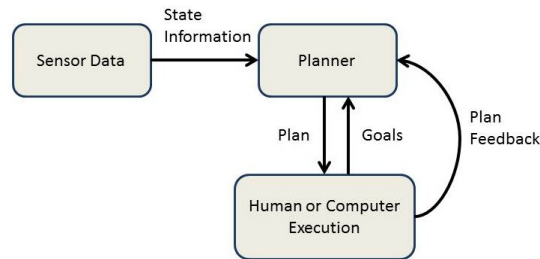 State
Information
Sensor Data
Planner
Plan
Goals
Plan
Feedback
Human or Computer
Execution